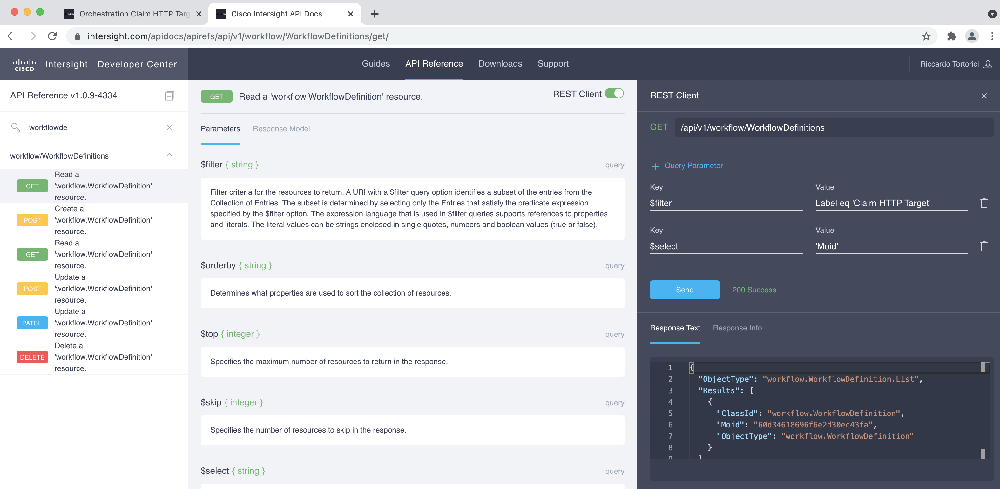 Orchestration Claim HTTP Targ
Cisco Intersight API Docs
intersight.com/apidocs/apirefs/api/v1/workflow/WorkflowDefinitions/get/
CISCO
Intersight Developer Center
Guides
API Reference
Downloads
Support
Riccardo Tortorici
API Reference v1.0.9-4334
workflowde
workflow/WorkflowDefinitions
GET
Read a
'workflow.WorkflowDefinition'
resource.
POST
Create a
'workflow.WorkflowDefinition'
resource.
GET
Read a
'workflow.WorkflowDefinition'
resource.
POST
Update a
'workflow.WorkflowDefinition'
resource.
PATCH
Update a
'workflow.WorkflowDefinition'
resource.
DELETE
Delete a
'workflow.WorkflowDefinition'
resource.
GET Read a 'workflow.WorkflowDefinition' resource.
REST Client
Parameters
Response Model
$filter { string }
query
Filter criteria for the resources to return. A URI with a $filter query option identifies a subset of the entries from the
Collection of Entries. The subset is determined by selecting only the Entries that satisfy the predicate expression
specified by the $filter option. The expression language that is used in $filter queries supports references to properties
and literals. The literal values can be strings enclosed in single quotes, numbers and boolean values (true or false).
$orderby { string }
query
Determines what properties are used to sort the collection of resources.
$top { integer }
query
Specifies the maximum number of resources to return in the response.
$skip { integer }
query
Specifies the number of resources to skip in the response.
$select { string }
query
REST Client
GET /api/v1/workflow/WorkflowDefinitions
+ Query Parameter
Key
Value
$filter
Label eq 'Claim HTTP Target'
Key
Value
$select
'Moid'
Send
200 Success
Response Text
Response Info
1 {
2 "ObjectType": "workflow.WorkflowDefinition.List",
3 "Results": [
4 {
5 "ClassId": "workflow.WorkflowDefinition",
6 "Moid": "60d34618696f6e2d30ec43fa",
7 "ObjectType": "workflow.WorkflowDefinition"
8 }
9 ]